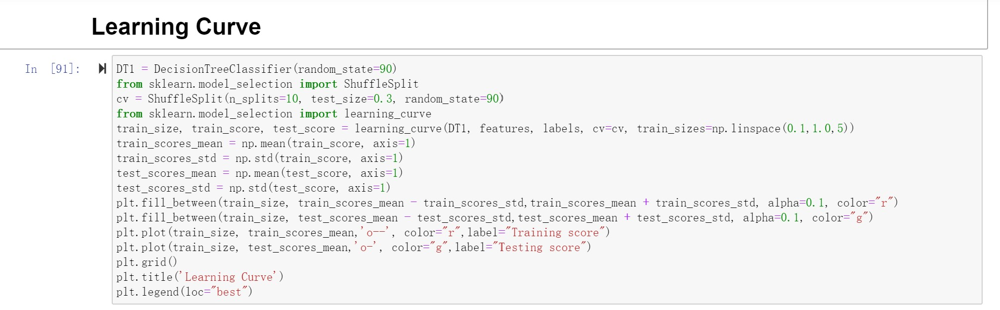 Learning Curve
In [91]:
DT1 = DecisionTreeClassifier(random_state=90)
from sklearn.model_selection import ShuffleSplit
cv = ShuffleSplit(n_splits=10, test_size=0.3, random_state=90)
from sklearn.model_selection import learning_curve
train_size, train_score, test_score = learning_curve(DT1, features, labels, cv=cv, train_sizes=np.linspace(0.1,1.0,5))
train_scores_mean = np.mean(train_score, axis=1)
train_scores_std = np.std(train_score, axis=1)
test_scores_mean = np.mean(test_score, axis=1)
test_scores_std = np.std(test_score, axis=1)
plt.fill_between(train_size, train_scores_mean - train_scores_std,train_scores_mean + train_scores_std, alpha=0.1, color="r")
plt.fill_between(train_size, test_scores_mean - test_scores_std,test_scores_mean + test_scores_std, alpha=0.1, color="g")
plt.plot(train_size, train_scores_mean,'o--', color="r",label="Training score")
plt.plot(train_size, test_scores_mean,'o-', color="g",label="Testing score")
plt.grid()
plt.title('Learning Curve')
plt.legend(loc="best")